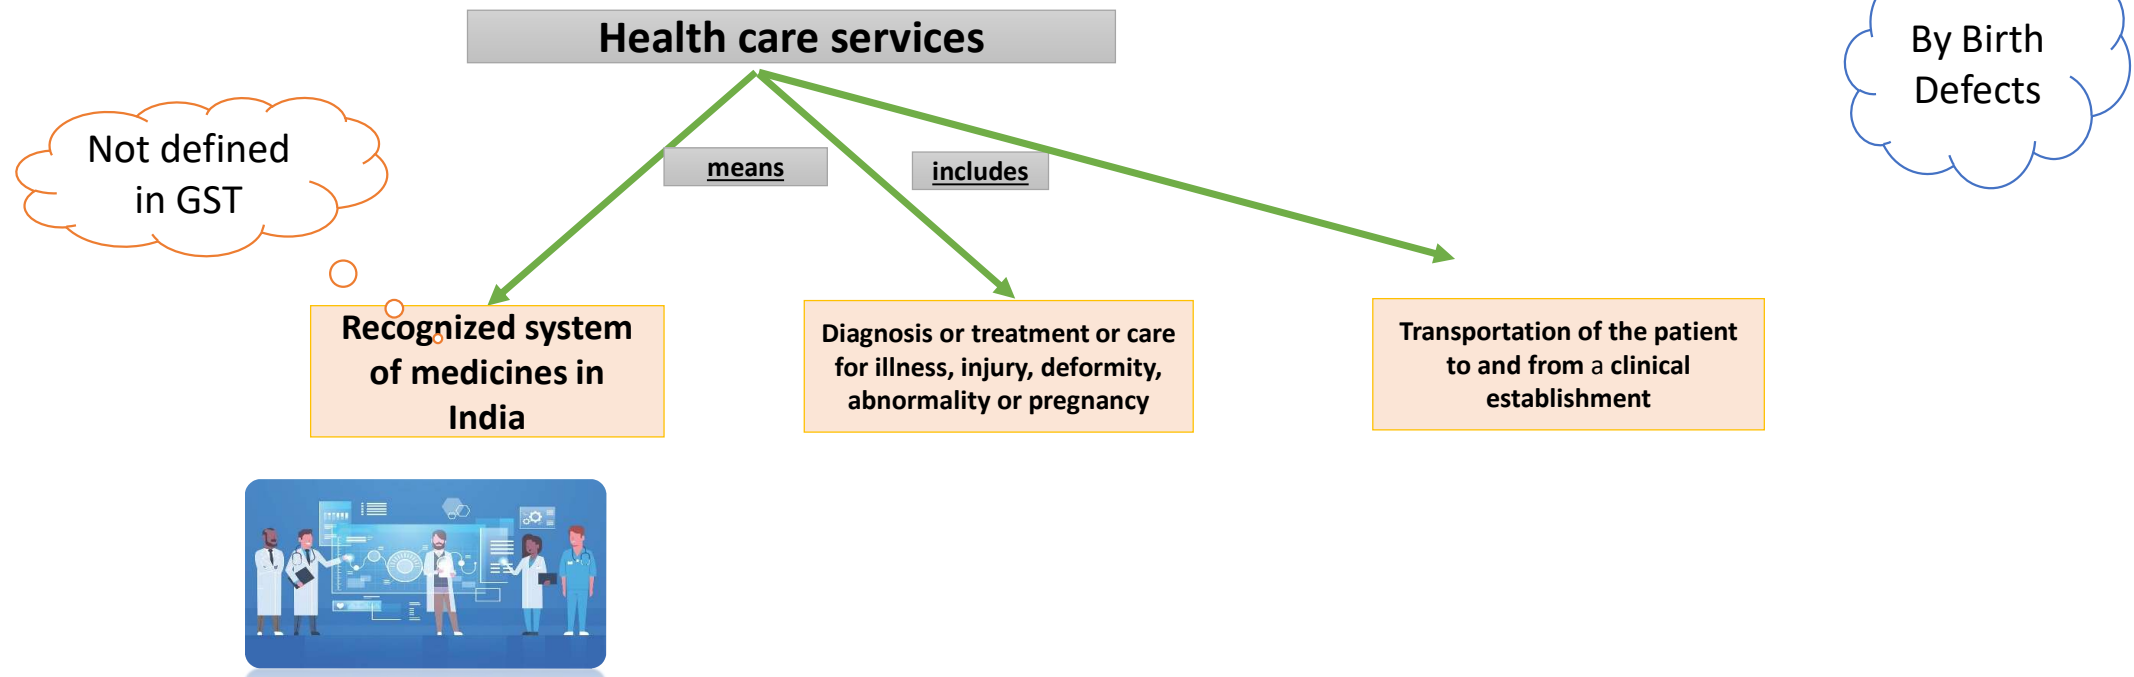 Health care services
By Birth
Defects
Not defined
in GST
means
includes
Recognized system
of medicines in
India
Diagnosis or treatment or care
for illness, injury, deformity,
abnormality or pregnancy
Transportation of the patient
to and from a clinical
establishment